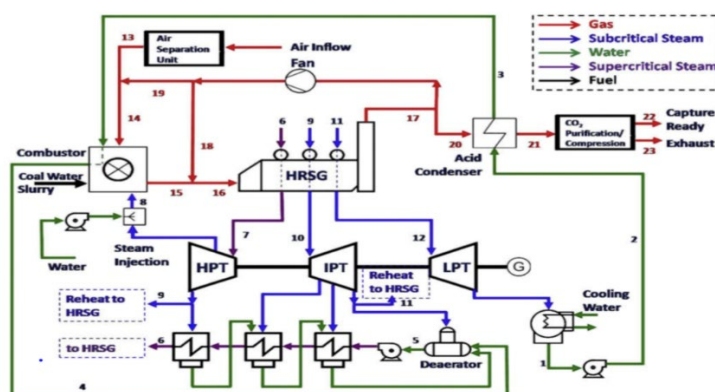 Gas
Subcritical Steam
Water
Supercritical Steam
Fuel
13
Air
Separation
Unit
Air Inflow
Fan
3
19
14
18
6
9
11
17
20
Acid
Condenser
21
CO₂
Purification/
Compression
22
Capture
Ready
23
Exhaust
Combustor
Coal Water
Slurry
15
16
HRSG
8
Steam
Injection
Water
7
10
12
2
HPT
IPT
LPT
G
Reheat
to HRSG
11
Reheat to
HRSG
9
to HRSG
6
5
Deaerator
Cooling
Water
1
4